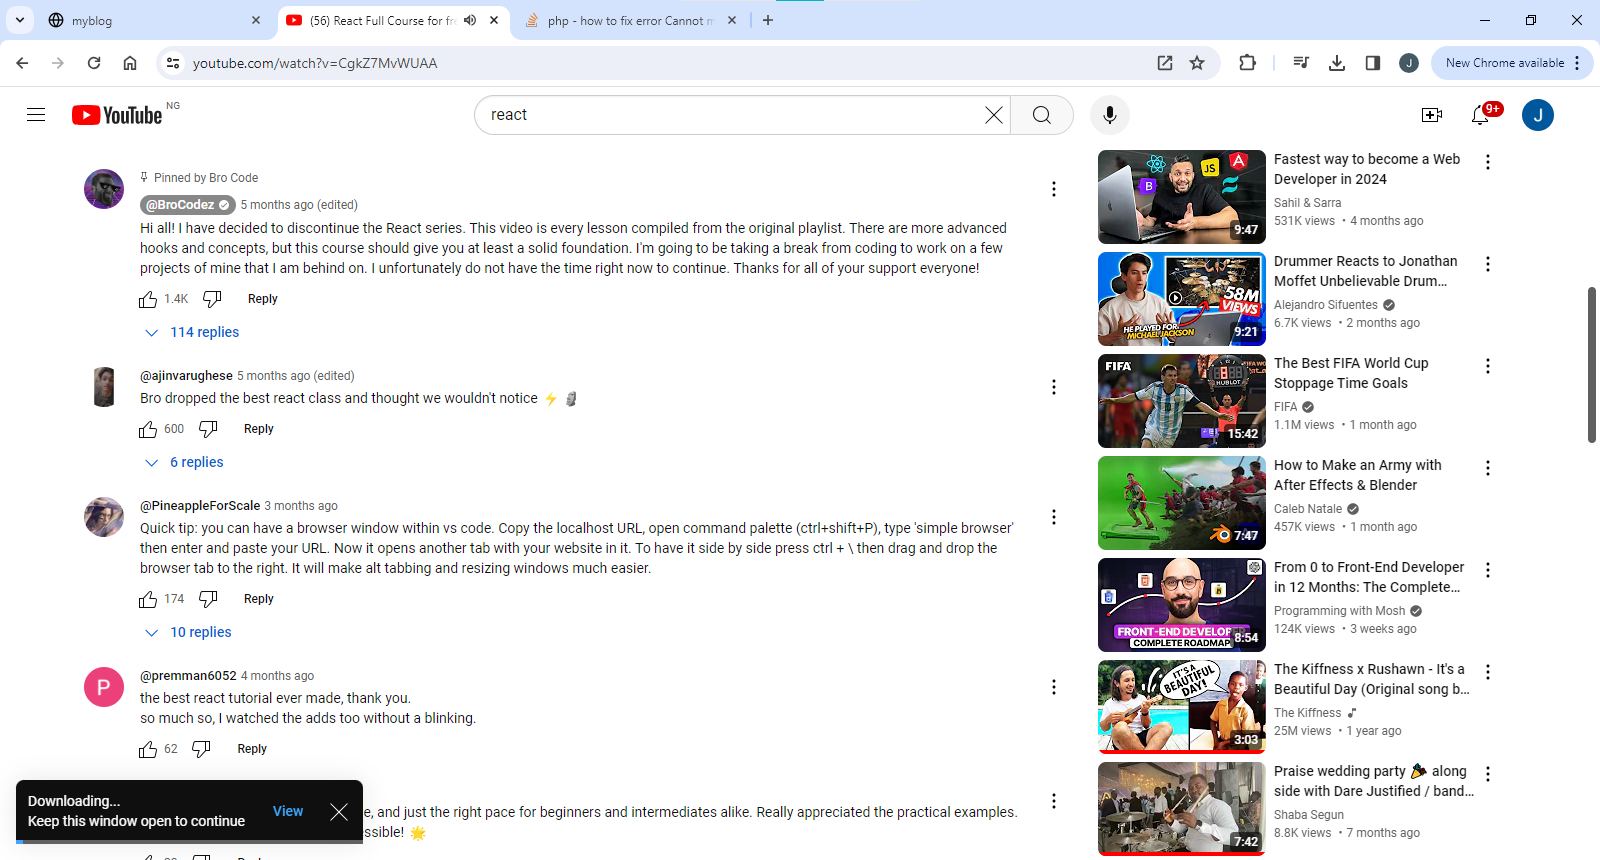 myblog
(56) React Full Course for fre
php - how to fix error Cannot m
youtube.com/watch?v=CgkZ7MvWUAA
J
New Chrome available
YouTube
NG
react
9+
J
Pinned by Bro Code
@BroCodez 5 months ago (edited)
Hi all! I have decided to discontinue the React series. This video is every lesson compiled from the original playlist. There are more advanced
hooks and concepts, but this course should give you at least a solid foundation. I'm going to be taking a break from coding to work on a few
projects of mine that I am behind on. I unfortunately do not have the time right now to continue. Thanks for all of your support everyone!
1.4K Reply
114 replies
@ajinvarughese 5 months ago (edited)
Bro dropped the best react class and thought we wouldn't notice ⚡ 🗿
600 Reply
6 replies
@PineappleForScale 3 months ago
Quick tip: you can have a browser window within vs code. Copy the localhost URL, open command palette (ctrl+shift+P), type 'simple browser'
then enter and paste your URL. Now it opens another tab with your website in it. To have it side by side press ctrl + \ then drag and drop the
browser tab to the right. It will make alt tabbing and resizing windows much easier.
174 Reply
10 replies
P
@premman6052 4 months ago
the best react tutorial ever made, thank you.
so much so, I watched the adds too without a blinking.
62 Reply
e, and just the right pace for beginners and intermediates alike. Really appreciated the practical examples.
essible! 🌟
Downloading...
Keep this window open to continue
View
JS
B
9:47
Fastest way to become a Web
Developer in 2024
Sahil & Sarra
531K views • 4 months ago
58M
VIEWS
HE PLAYED FOR
MICHAEL JACKSON
9:21
Drummer Reacts to Jonathan
Moffet Unbelievable Drum...
Alejandro Sifuentes
6.7K views • 2 months ago
FIFA
HUBLOT
15:42
The Best FIFA World Cup
Stoppage Time Goals
FIFA
1.1M views • 1 month ago
7:47
How to Make an Army with
After Effects & Blender
Caleb Natale
457K views • 1 month ago
FRONT-END DEVELOP
COMPLETE ROADMAP
8:54
From 0 to Front-End Developer
in 12 Months: The Complete...
Programming with Mosh
124K views • 3 weeks ago
IT'S A
BEAUTIFUL
DAY!
3:03
The Kiffness x Rushawn - It's a
Beautiful Day (Original song b...
The Kiffness
25M views • 1 year ago
7:42
Praise wedding party 🎉 along
side with Dare Justified / band...
Shaba Segun
8.8K views • 7 months ago